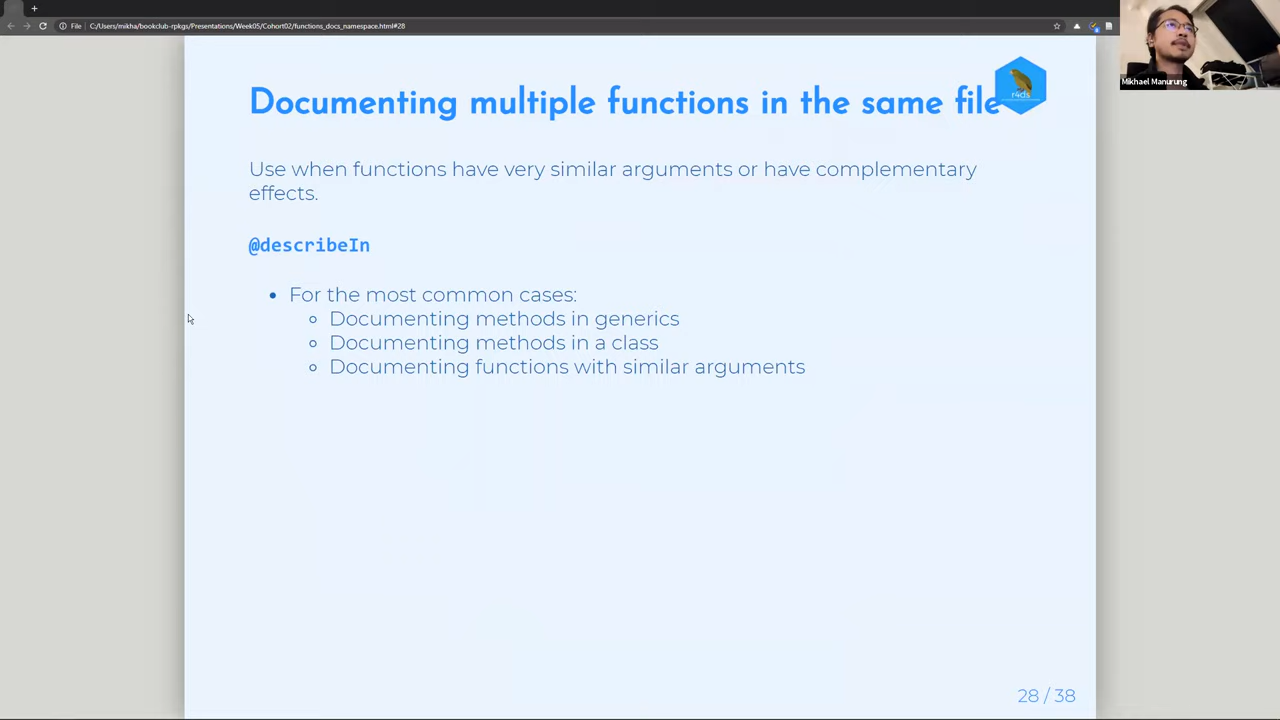 File
C:/Users/mikha/bookclub-rpkgs/Presentations/Week05/Cohort02/functions_docs_namespace.html#28
Mikhael Manurung
Documenting multiple functions in the same file
r4ds
Use when functions have very similar arguments or have complementary
effects.
@describeIn
For the most common cases:
Documenting methods in generics
Documenting methods in a class
Documenting functions with similar arguments
28 / 38